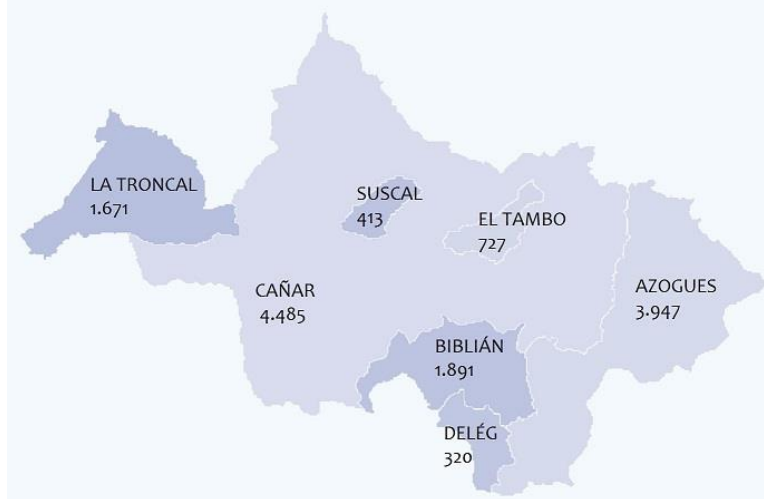 LA TRONCAL
1.671
SUSCAL
413
EL TAMBO
727
CAÑAR
4.485
AZOGUES
3.947
BIBLIÁN
1.891
DELÉG
320